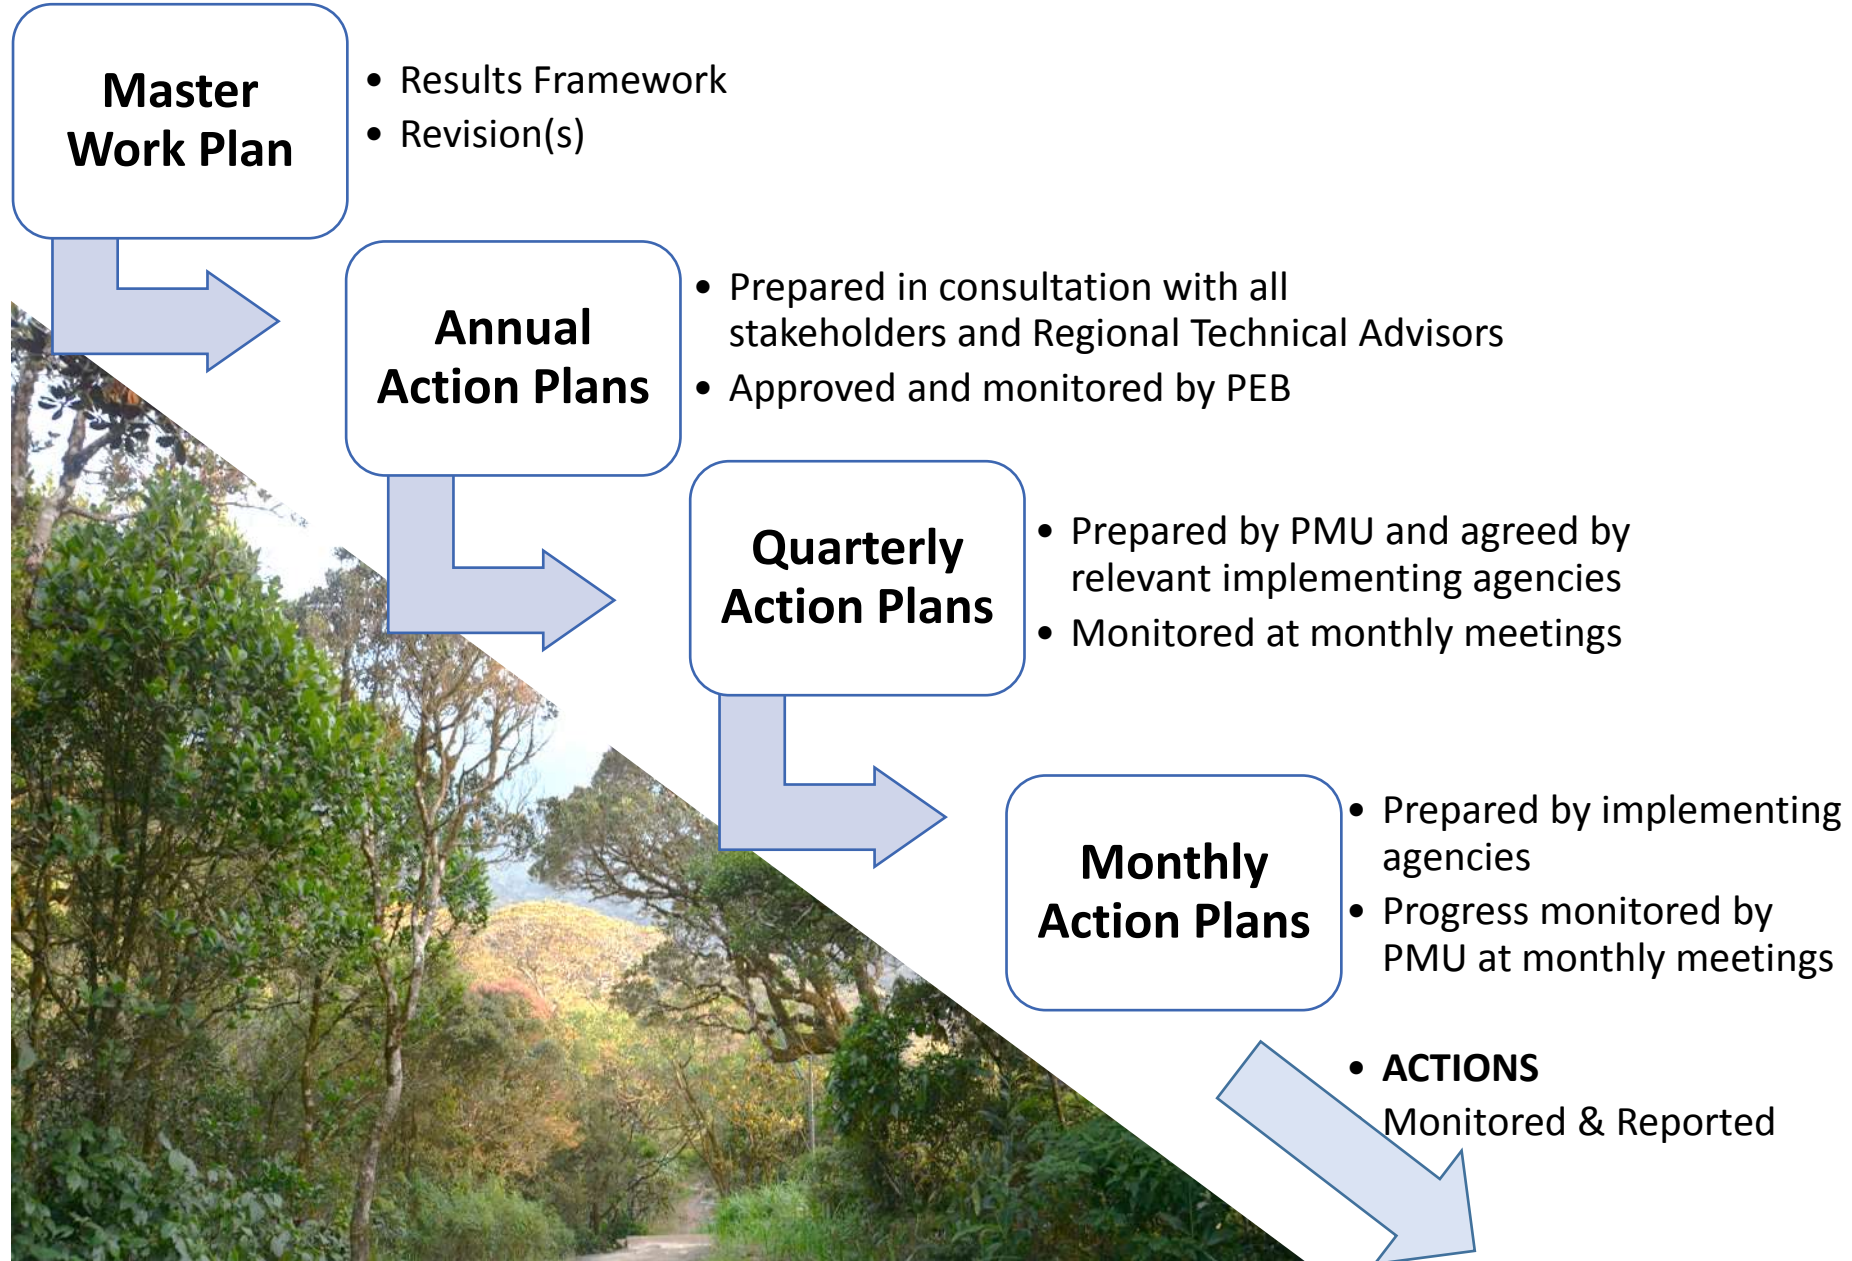 Master
Work Plan
• Results Framework
• Revision(s)
Annual
Action Plans
• Prepared in consultation with all
stakeholders and Regional Technical Advisors
• Approved and monitored by PEB
Quarterly
Action Plans
• Prepared by PMU and agreed by
relevant implementing agencies
• Monitored at monthly meetings
Monthly
Action Plans
• Prepared by implementing
agencies
• Progress monitored by
PMU at monthly meetings
• ACTIONS
Monitored & Reported